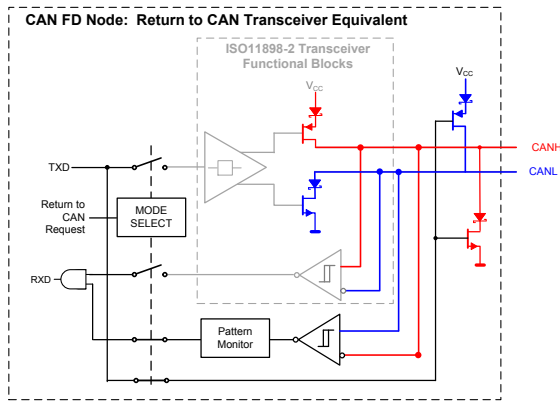 CAN FD Node: Return to CAN Transceiver Equivalent
ISO11898-2 Transceiver
Functional Blocks
VCC
VCC
CANH
CANL
TXD
Return to
CAN
Request
MODE
SELECT
RXD
Pattern
Monitor